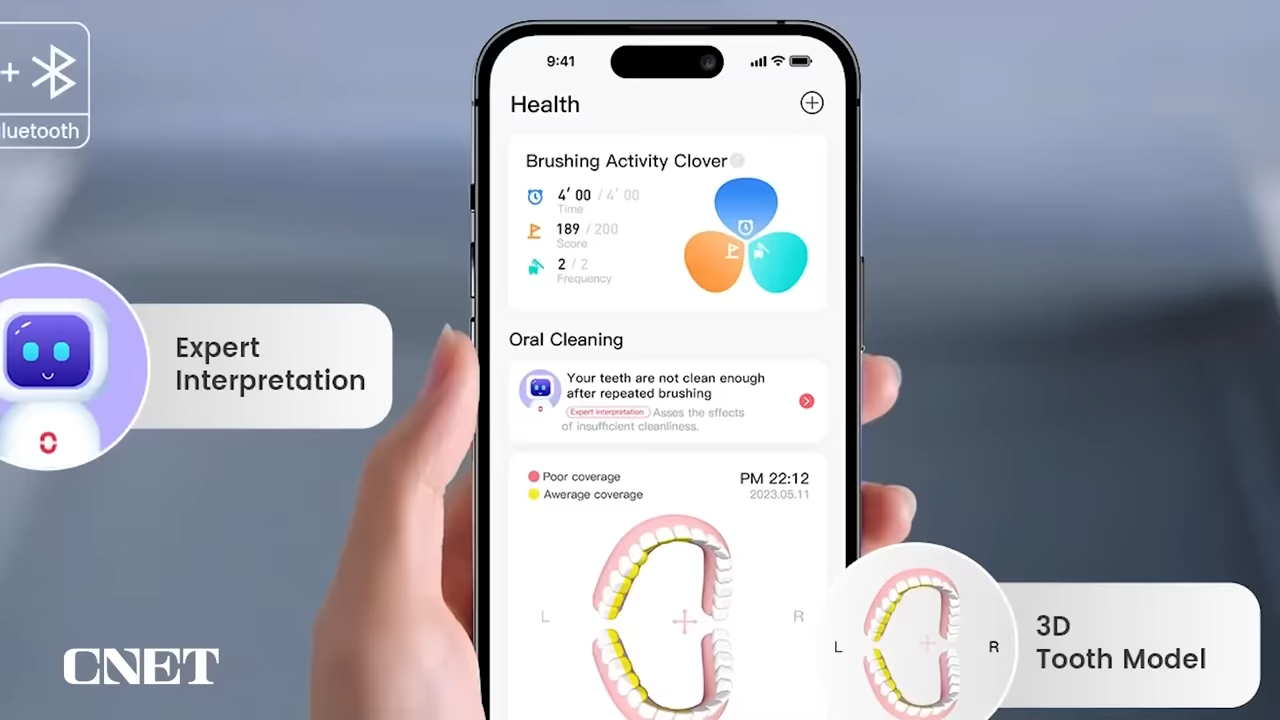 +
luetooth
9:41
Health
Brushing Activity Clover
4' 00 / 4' 00
Time
189 / 200
Score
2 / 2
Frequency
Oral Cleaning
Your teeth are not clean enough
after repeated brushing
Expert Interpretation Asses the sffects
of insufficient cleanliness.
Poor coverage
Awerage coverage
PM 22:12
2023.05.11
L
R
Expert
Interpretation
L
R
3D
Tooth Model
CNET